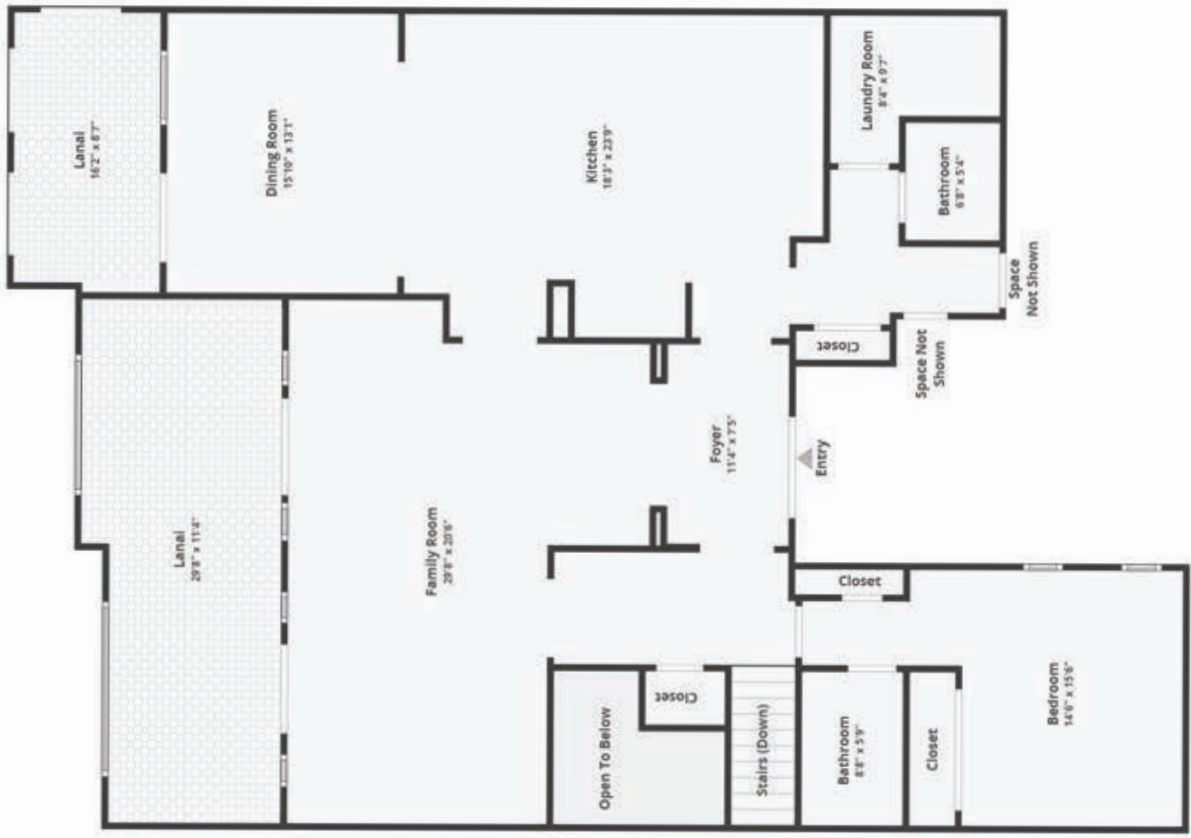 Lanai
16'2" x 8'7"
Dining Room
15'10" x 13'1"
Kitchen
18'3" x 23'9"
Laundry Room
8'4" x 9'7"
Bathroom
6'8" x 5'4"
Space
Not Shown
Closet
Space Not
Shown
Lanai
29'8" x 11'4"
Family Room
29'8" x 20'6"
Foyer
11'4" x 7'5"
Entry
Closet
Closet
Open To Below
Stairs (Down)
Bathroom
8'8" x 5'9"
Closet
Bedroom
14'6" x 15'6"